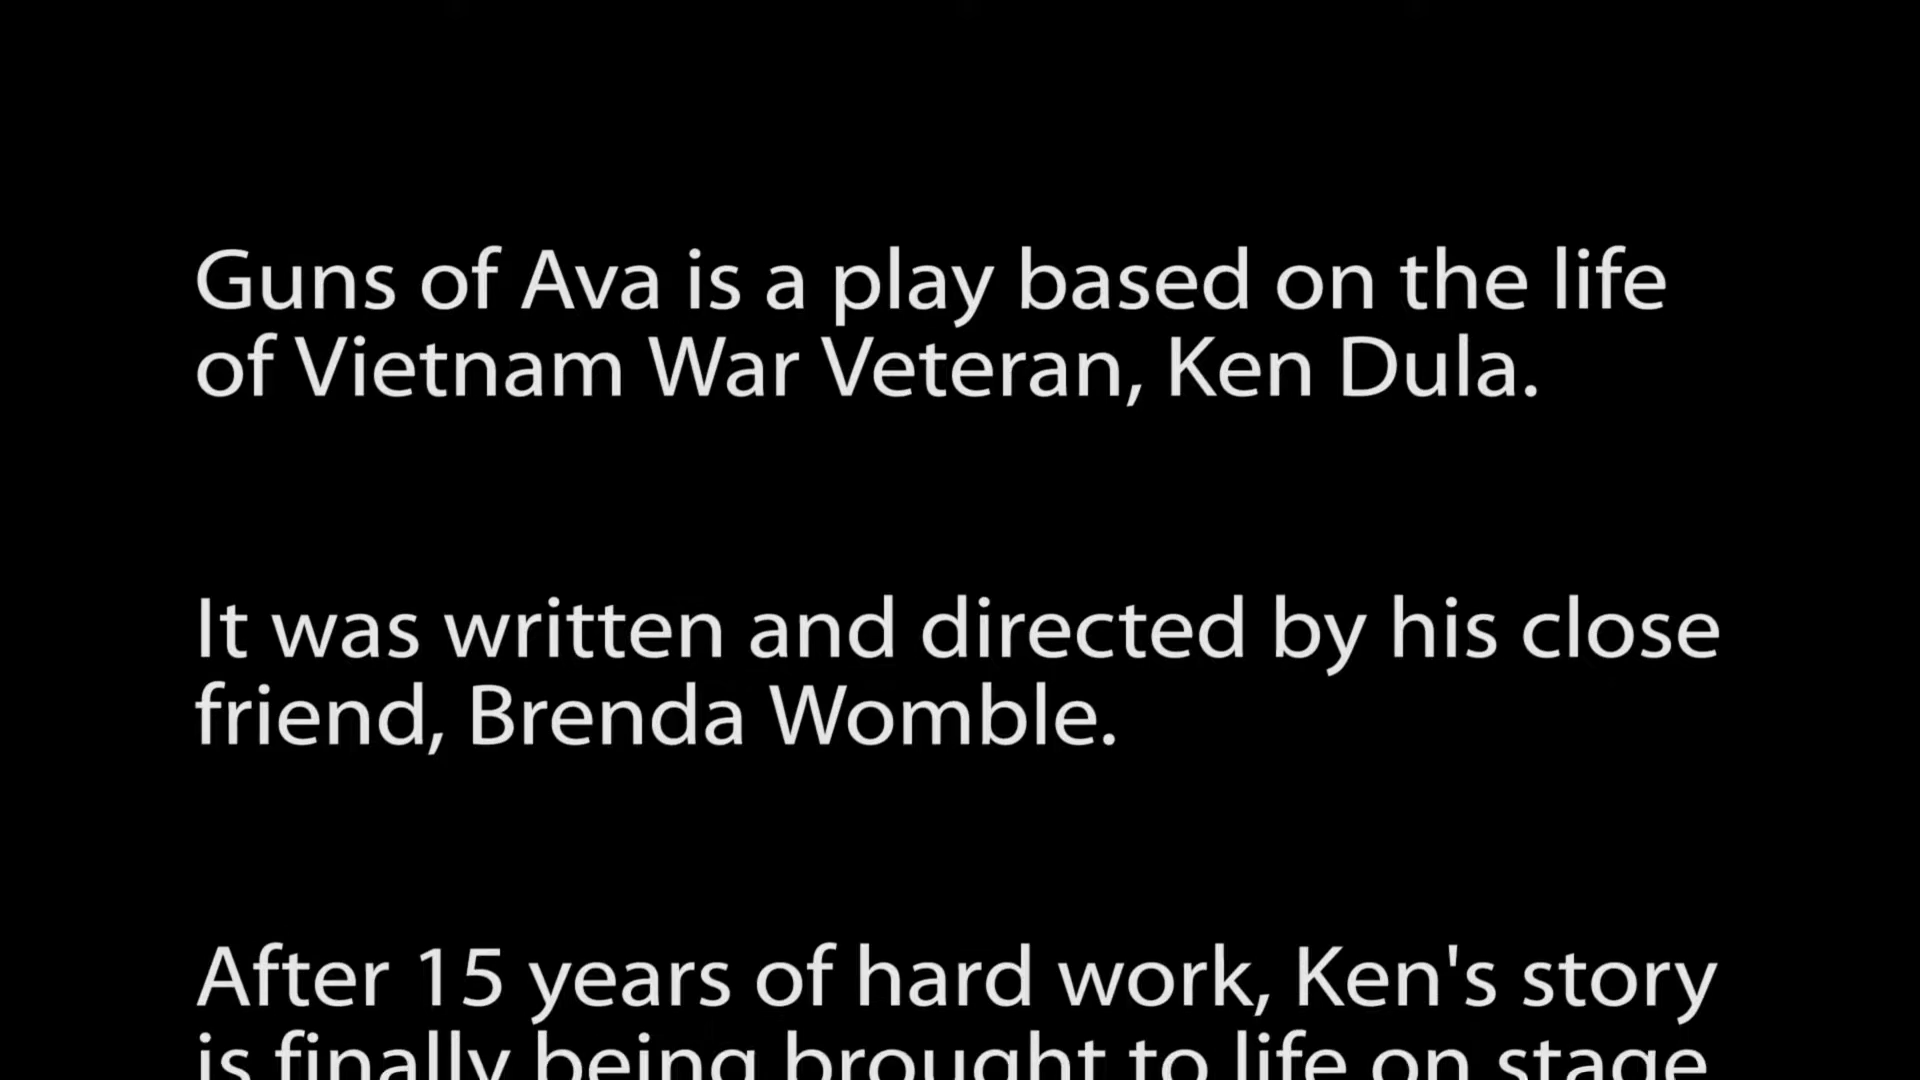 Guns of Ava is a play based on the life
of Vietnam War Veteran, Ken Dula.
It was written and directed by his close
friend, Brenda Womble.
After 15 years of hard work, Ken's story
is finally being brought to life on stage